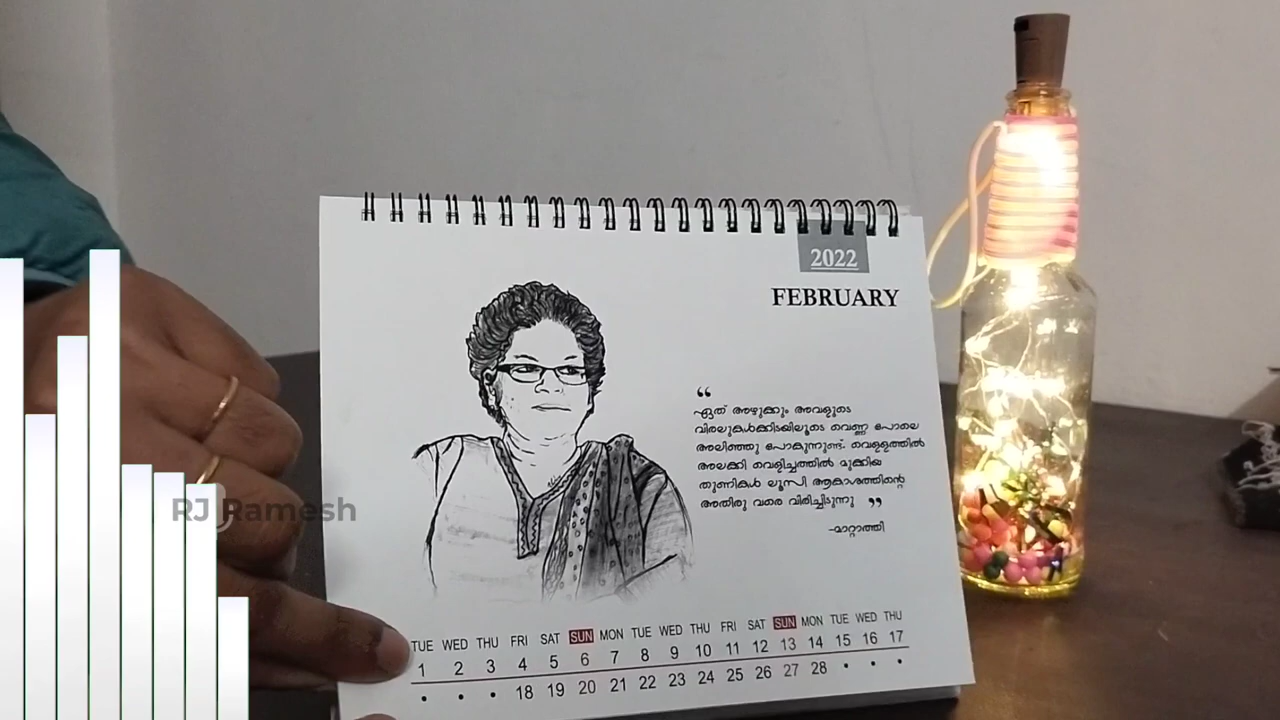 2022
FEBRUARY
“
ഏത് അഴുക്കും അവളുടെ
വിരലുകൾക്കിടയിലൂടെ വെണ്ണ പോലെ
അലിഞ്ഞു പോകുന്നുണ്ട്. വെള്ളത്തിൽ
അലക്കി വെളിച്ചത്തിൽ മുക്കിയ
തുണികൾ ലൂസി ആകാശത്തിന്റെ
അതിരു വരെ വിരിച്ചിടുന്നു ”
-മാറ്റാത്തി
RJ Ramesh
TUE WED THU FRI SAT SUN MON TUE WED THU FRI SAT SUN MON TUE WED THU
1 2 3 4 5 6 7 8 9 10 11 12 13 14 15 16 17
• • • 18 19 20 21 22 23 24 25 26 27 28 • • •